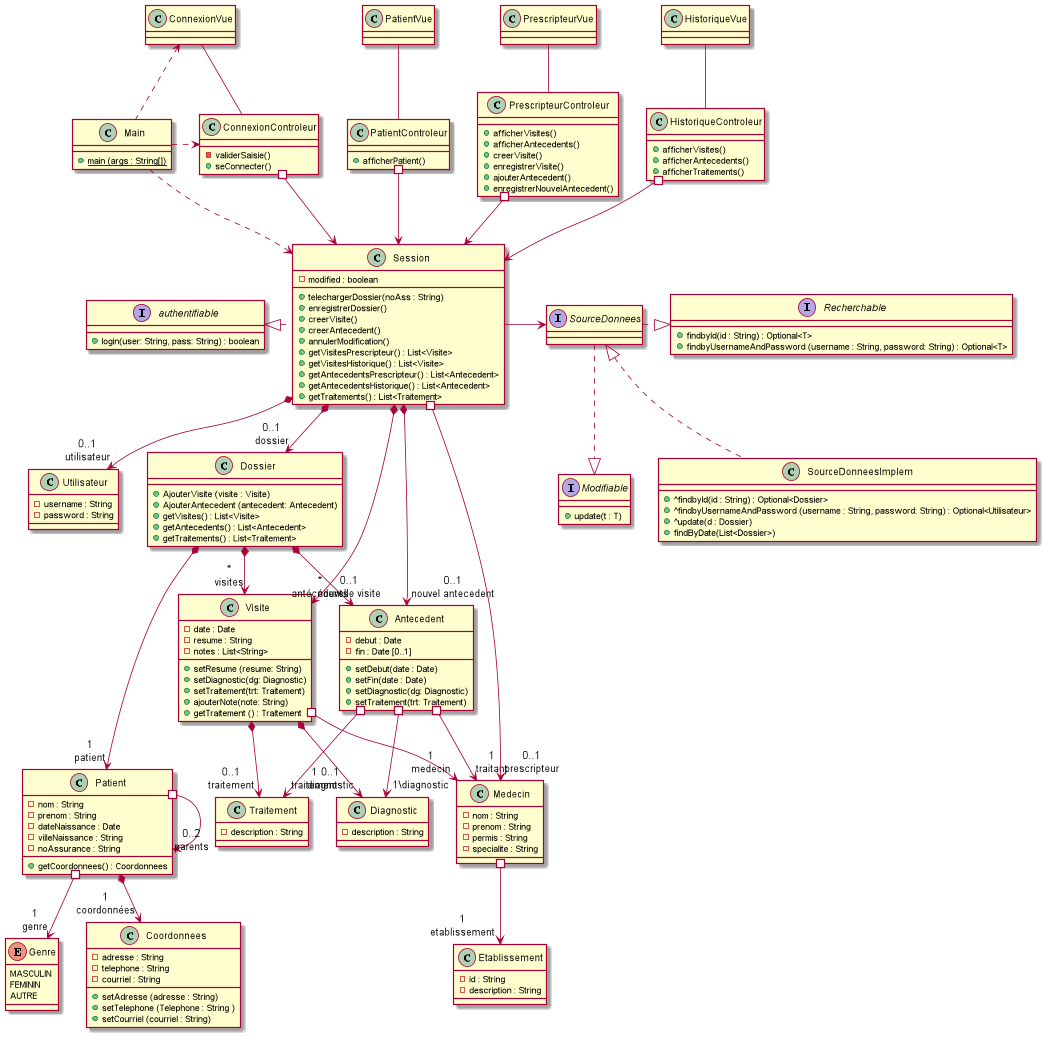 C ConnexionVue
C PatientVue
C PrescripteurVue
C HistoriqueVue
C Main
main (args : String[])
C ConnexionControleur
validerSaisie()
seConnecter()
C PatientControleur
afficherPatient()
C PrescripteurControleur
afficherVisites()
afficherAntecedents()
creerVisite()
enregistrerVisite()
ajouterAntecedent()
enregistrerNouvelAntecedent()
C HistoriqueControleur
afficherVisites()
afficherAntecedents()
afficherTraitements()
C Session
modified : boolean
telechargerDossier(noAss : String)
enregistrerDossier()
creerVisite()
creerAntecedent()
annulerModification()
getVisitesPrescripteur() : List<Visite>
getVisitesHistorique() : List<Visite>
getAntecedentsPrescripteur() : List<Antecedent>
getAntecedentsHistorique() : List<Antecedent>
getTraitements() : List<Traitement>
I authentifiable
login(user: String, pass: String) : boolean
I SourceDonnees
I Recherchable
findbyId(id : String) : Optional<T>
findbyUsernameAndPassword (username : String, password: String) : Optional<T>
0..1
utilisateur
0..1
dossier
C Utilisateur
username : String
password : String
C Dossier
AjouterVisite (visite : Visite)
AjouterAntecedent (antecedent: Antecedent)
getVisites() : List<Visite>
getAntecedents() : List<Antecedent>
getTraitements() : List<Traitement>
I Modifiable
update(t : T)
C SourceDonneesImplem
^findbyId(id : String) : Optional<Dossier>
^findbyUsernameAndPassword (username : String, password: String) : Optional<Utilisateur>
^update(d : Dossier)
findByDate(List<Dossier>)
*
visites
*
antécédents
0..1
nouvelle visite
0..1
nouvel antecedent
C Visite
date : Date
resume : String
notes : List<String>
setResume (resume: String)
setDiagnostic(dg: Diagnostic)
setTraitement(trt: Traitement)
ajouterNote(note: String)
getTraitement () : Traitement
C Antecedent
debut : Date
fin : Date [0..1]
setDebut(date : Date)
setFin(date : Date)
setDiagnostic(dg: Diagnostic)
setTraitement(trt: Traitement)
1
patient
0..1
traitement
1
traitement
0..1
diagnostic
1\diagnostic
1
medecin
1
traitant
0..1
prescripteur
C Patient
nom : String
prenom : String
dateNaissance : Date
villeNaissance : String
noAssurance : String
getCoordonnees() : Coordonnees
0..2
parents
C Traitement
description : String
C Diagnostic
description : String
C Medecin
nom : String
prenom : String
permis : String
specialite : String
1
genre
1
coordonnées
1
etablissement
E Genre
MASCULIN
FEMININ
AUTRE
C Coordonnees
adresse : String
telephone : String
courriel : String
setAdresse (adresse : String)
setTelephone (Telephone : String )
setCourriel (courriel : String)
C Etablissement
id : String
description : String